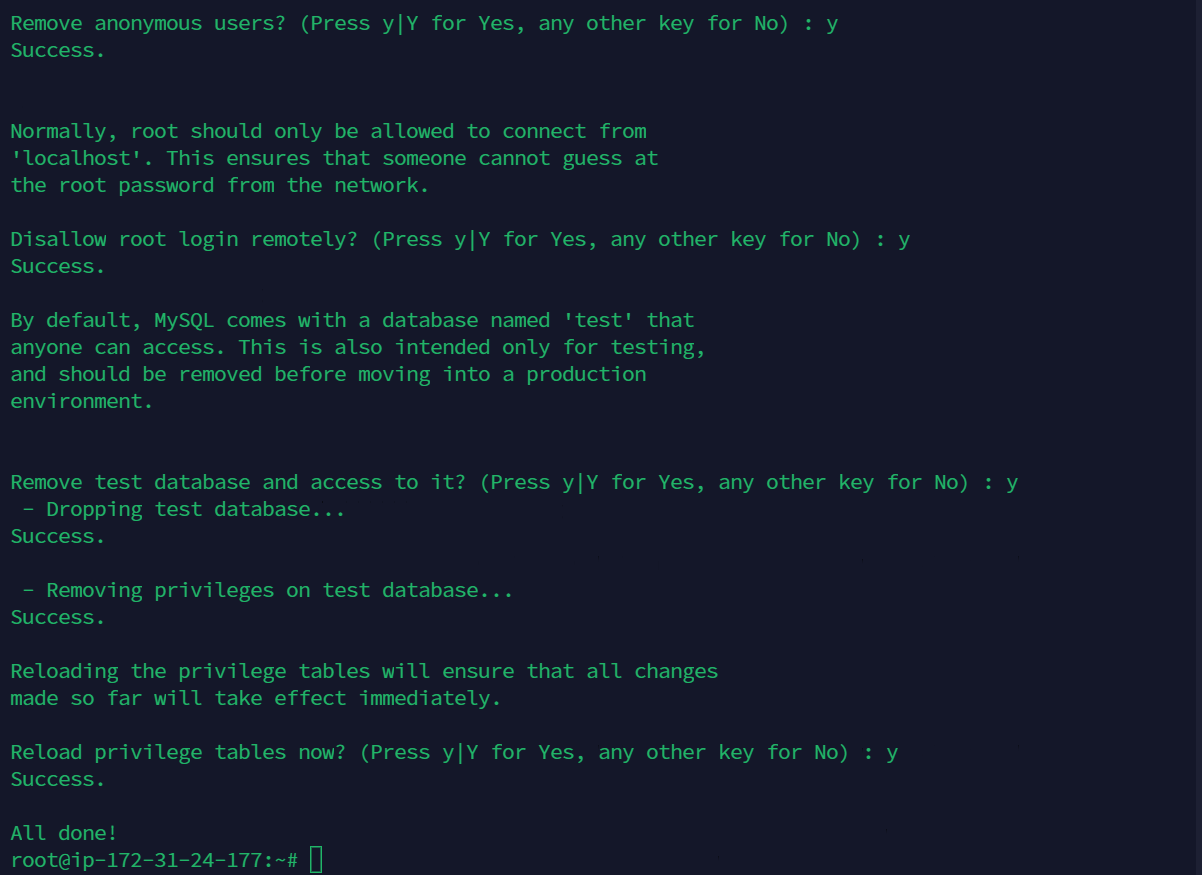 Remove anonymous users? (Press y|Y for Yes, any other key for No) : y
Success.
Normally, root should only be allowed to connect from
'localhost'. This ensures that someone cannot guess at
the root password from the network.
Disallow root login remotely? (Press y|Y for Yes, any other key for No) : y
Success.
By default, MySQL comes with a database named 'test' that
anyone can access. This is also intended only for testing,
and should be removed before moving into a production
environment.
Remove test database and access to it? (Press y|Y for Yes, any other key for No) : y
 - Dropping test database...
Success.
 - Removing privileges on test database...
Success.
Reloading the privilege tables will ensure that all changes
made so far will take effect immediately.
Reload privilege tables now? (Press y|Y for Yes, any other key for No) : y
Success.
All done!
root@ip-172-31-24-177:~#